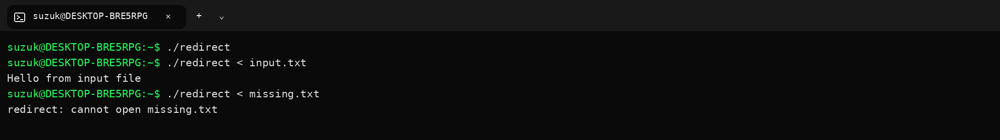 suzuk@DESKTOP-BRE5RPG × + ⌄
suzuk@DESKTOP-BRE5RPG:~$ ./redirect
suzuk@DESKTOP-BRE5RPG:~$ ./redirect < input.txt
Hello from input file
suzuk@DESKTOP-BRE5RPG:~$ ./redirect < missing.txt
redirect: cannot open missing.txt